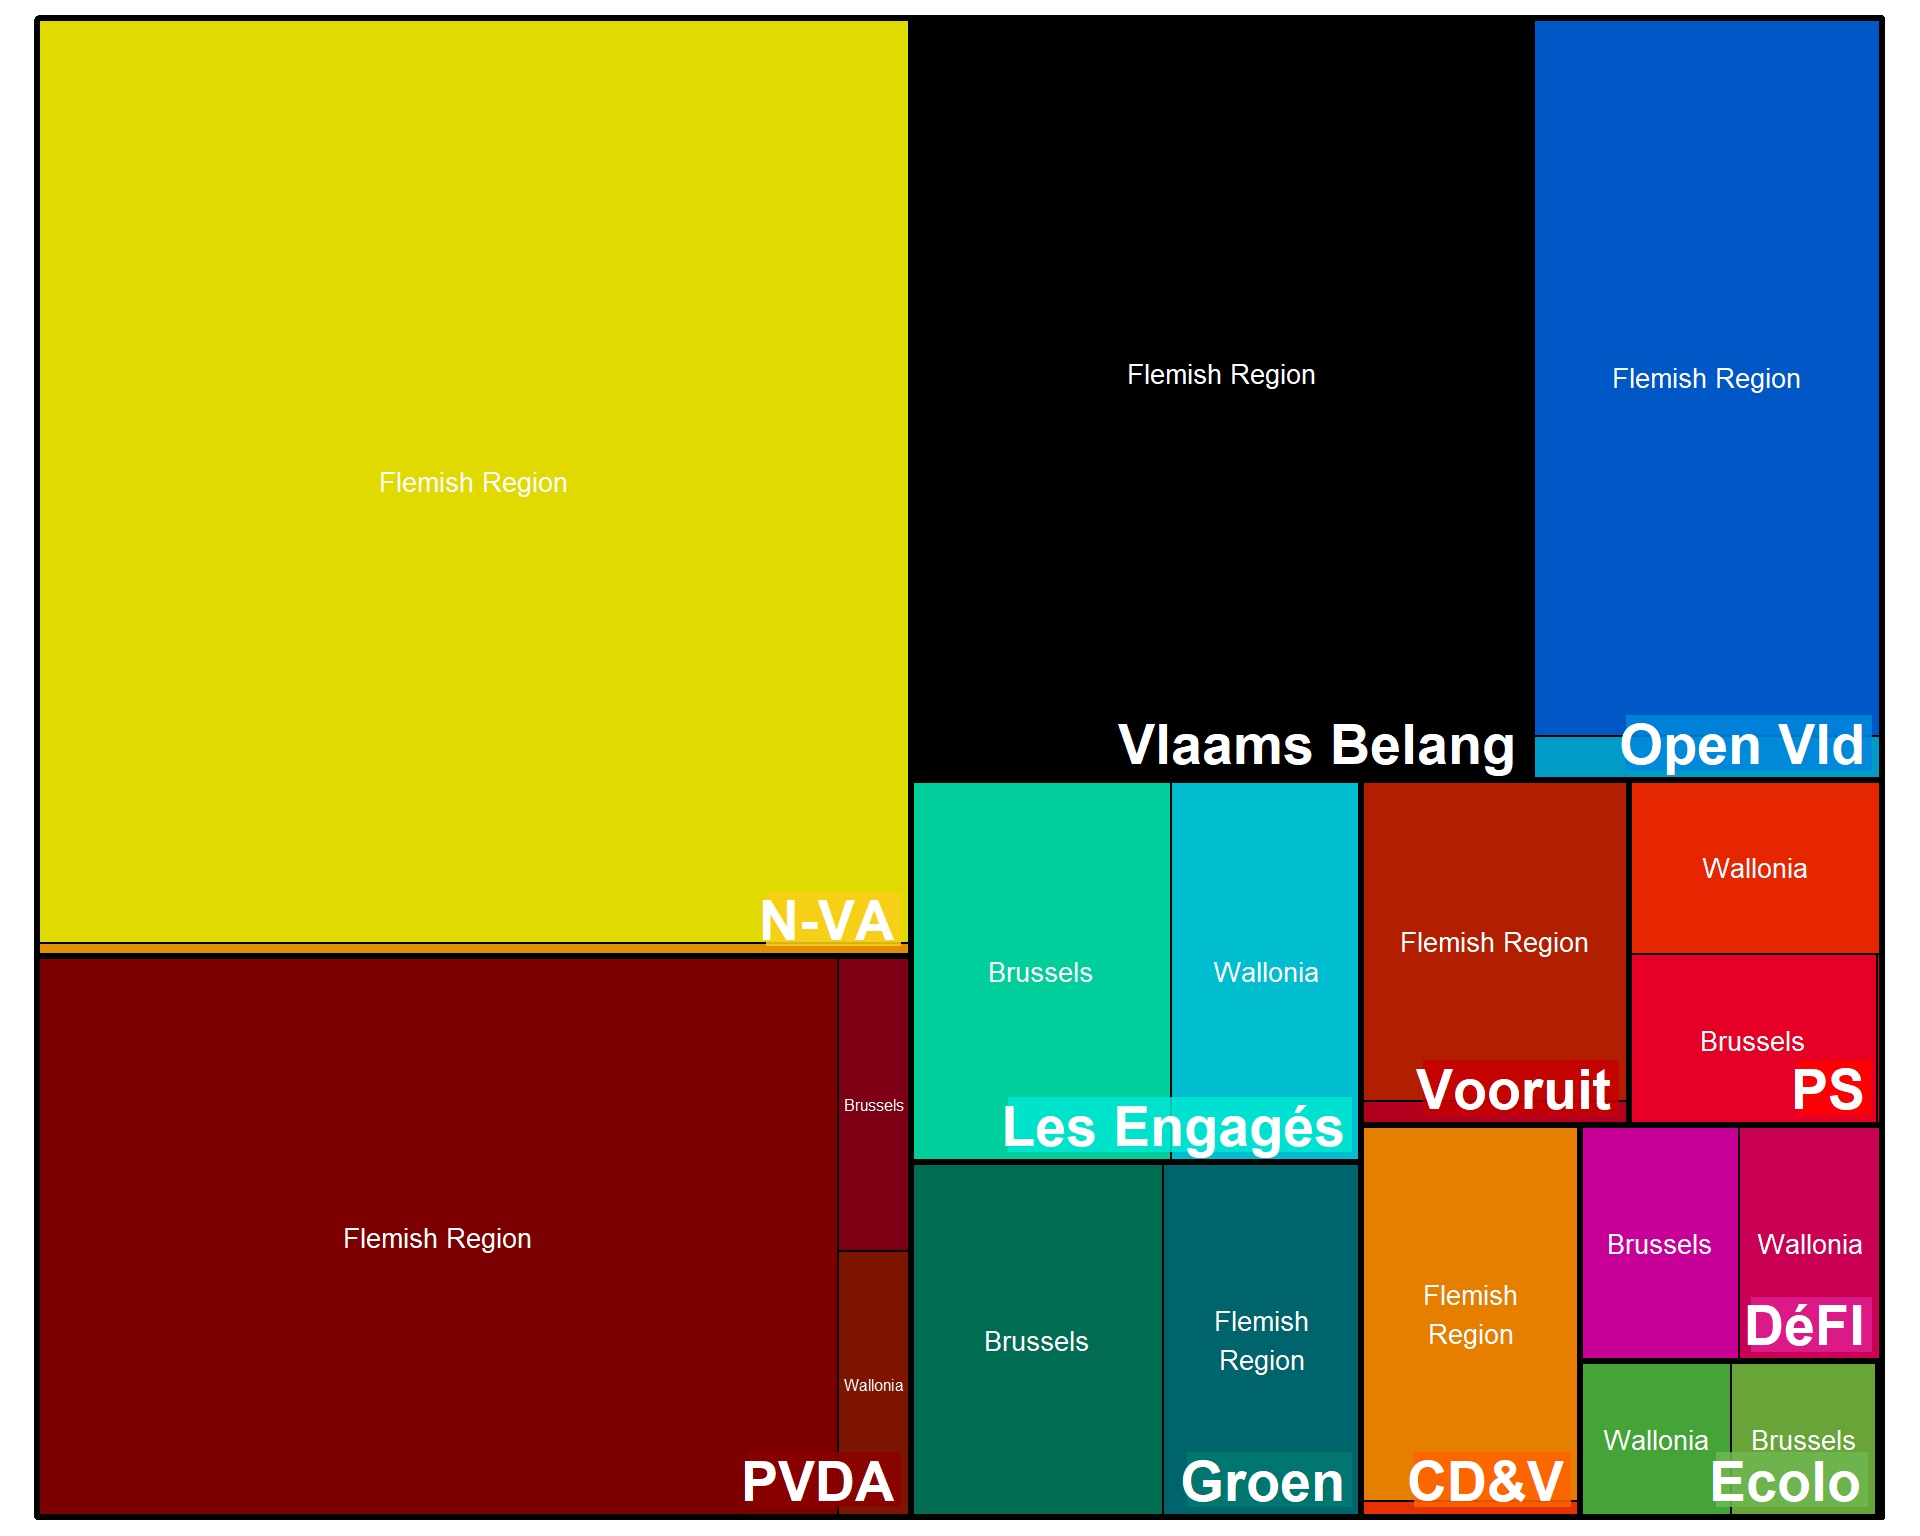 Flemish Region
N-VA
Flemish Region
Vlaams Belang
Flemish Region
Open Vld
Flemish Region
Brussels
Wallonia
PVDA
Brussels
Wallonia
Les Engagés
Brussels
Flemish
Region
Groen
Flemish Region
Vooruit
Wallonia
Brussels
PS
Flemish
Region
CD&V
Brussels
Wallonia
DéFI
Wallonia
Brussels
Ecolo